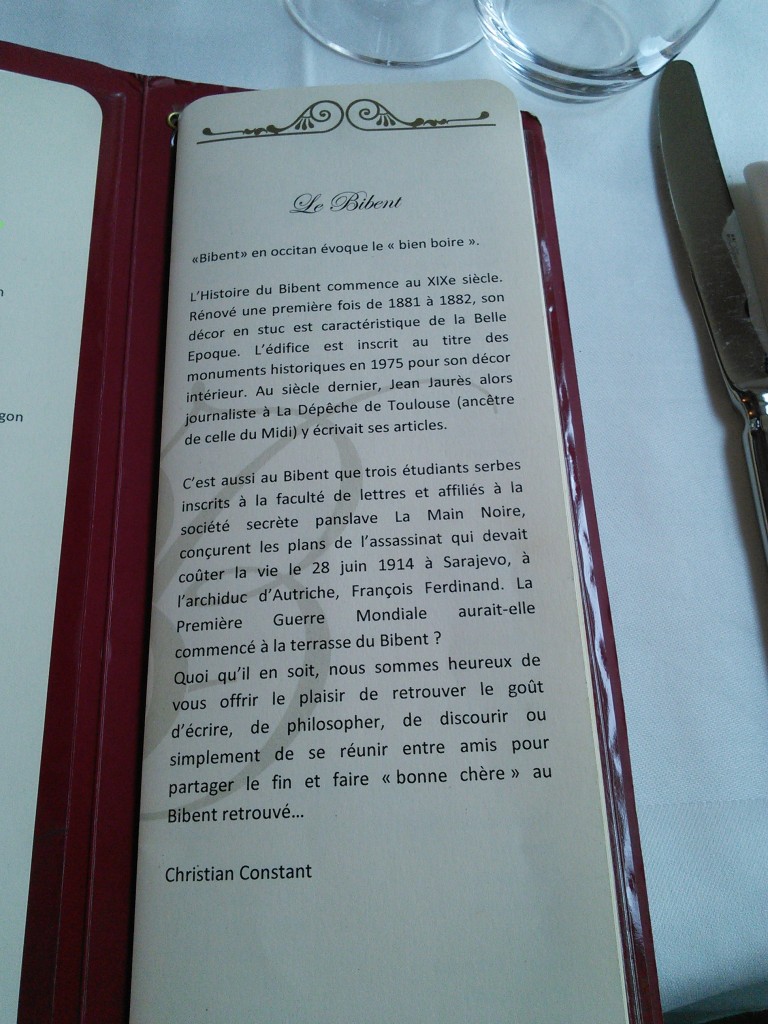 Le Bibent
«Bibent» en occitan évoque le « bien boire ».
L'Histoire du Bibent commence au XIXe siècle.
Rénové une première fois de 1881 à 1882, son
décor en stuc est caractéristique de la Belle
Epoque. L'édifice est inscrit au titre des
monuments historiques en 1975 pour son décor
intérieur. Au siècle dernier, Jean Jaurès alors
journaliste à La Dépêche de Toulouse (ancêtre
de celle du Midi) y écrivait ses articles.
C'est aussi au Bibent que trois étudiants serbes
inscrits à la faculté de lettres et affiliés à la
société secrète panslave La Main Noire,
conçurent les plans de l'assassinat qui devait
coûter la vie le 28 juin 1914 à Sarajevo, à
l'archiduc d'Autriche, François Ferdinand. La
Première Guerre Mondiale aurait-elle
commencé à la terrasse du Bibent ?
Quoi qu'il en soit, nous sommes heureux de
vous offrir le plaisir de retrouver le goût
d'écrire, de philosopher, de discourir ou
simplement de se réunir entre amis pour
partager le fin et faire « bonne chère » au
Bibent retrouvé…
Christian Constant